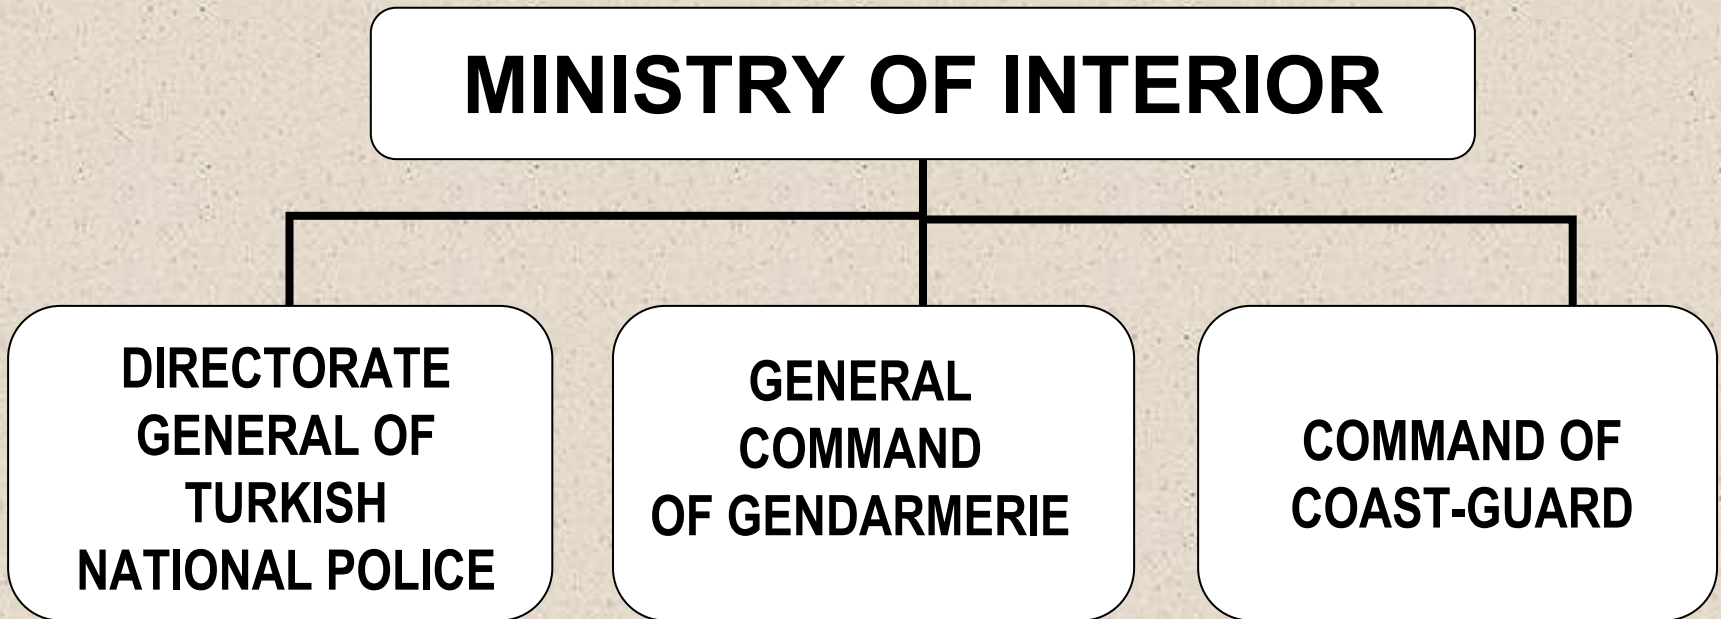 MINISTRY OF INTERIOR
DIRECTORATE
GENERAL OF
TURKISH
NATIONAL POLICE
GENERAL
COMMAND
OF GENDARMERIE
COMMAND OF
COAST-GUARD